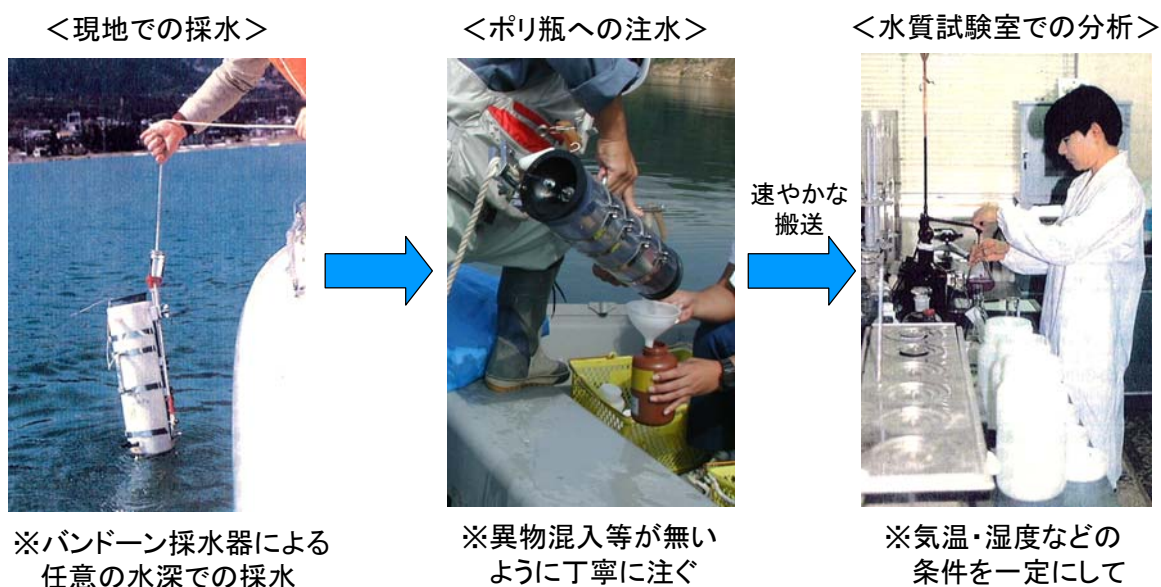 ＜現地での採水＞
＜ポリ瓶への注水＞
＜水質試験室での分析＞
速やかな
搬送
※バンドーン採水器による
任意の水深での採水
※異物混入等が無い
ように丁寧に注ぐ
※気温・湿度などの
条件を一定にして